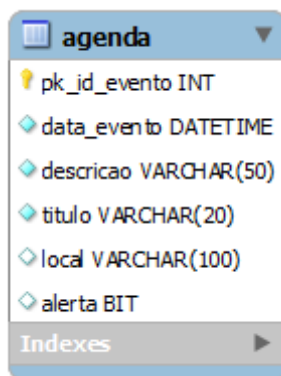 agenda
pk_id_evento INT
data_evento DATETIME
descricao VARCHAR(50)
titulo VARCHAR(20)
local VARCHAR(100)
alerta BIT
Indexes